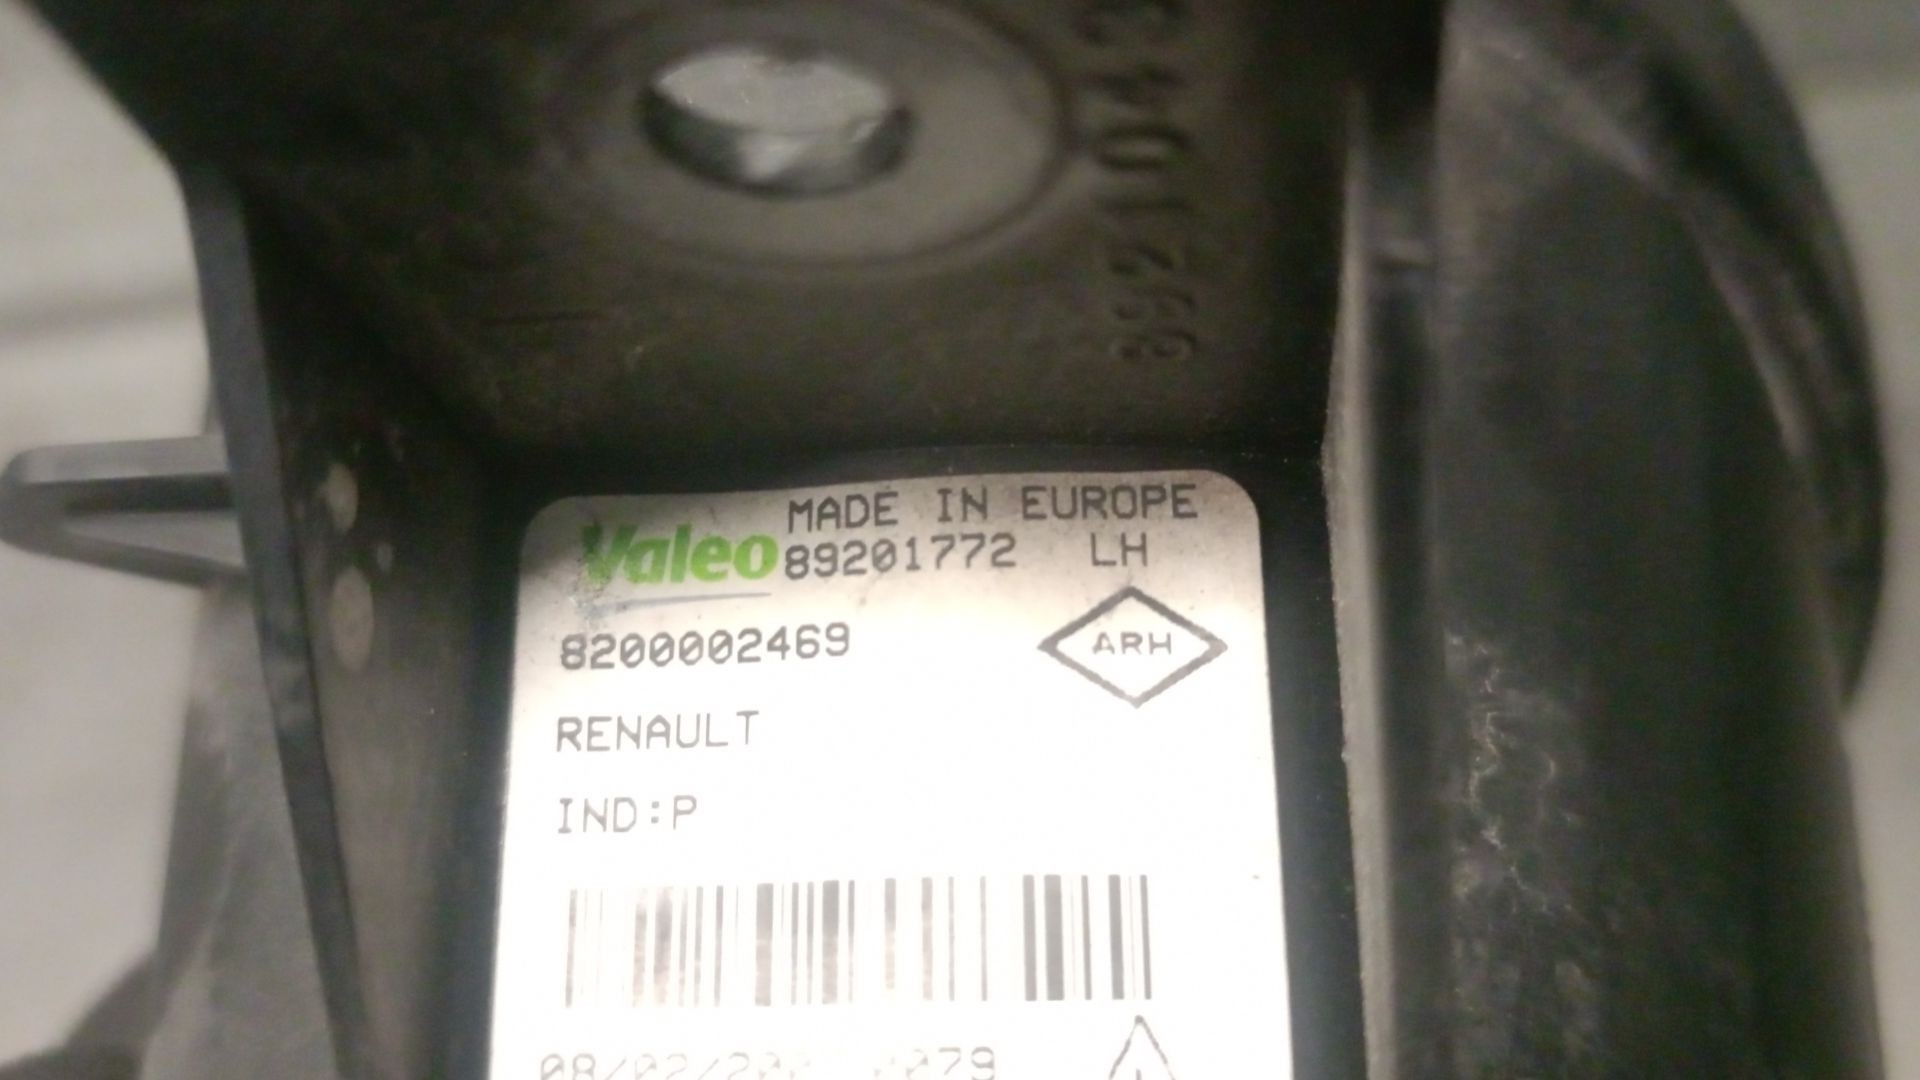 Valeo MADE IN EUROPE
89201772 LH
8200002469
ARH
RENAULT
IND:P